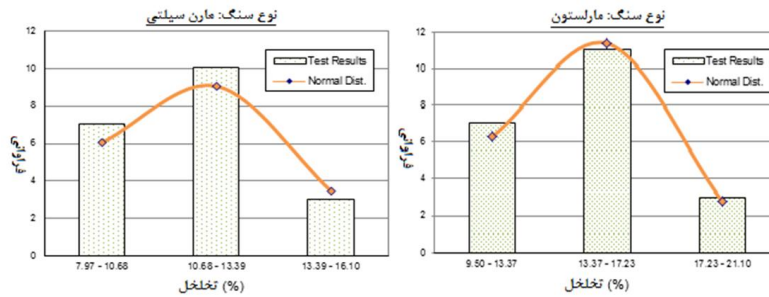 نوع سنگ: مارن سیلتی
12
10
8
6
4
2
0
فراوانی
Test Results
Normal Dist.
7.97 - 10.68
10.68 - 13.39
13.39 - 16.10
تخلخل (%)
نوع سنگ: مارلستون
12
10
8
6
4
2
0
فراوانی
Test Results
Normal Dist.
9.50 - 13.37
13.37 - 17.23
17.23 - 21.10
تخلخل (%)